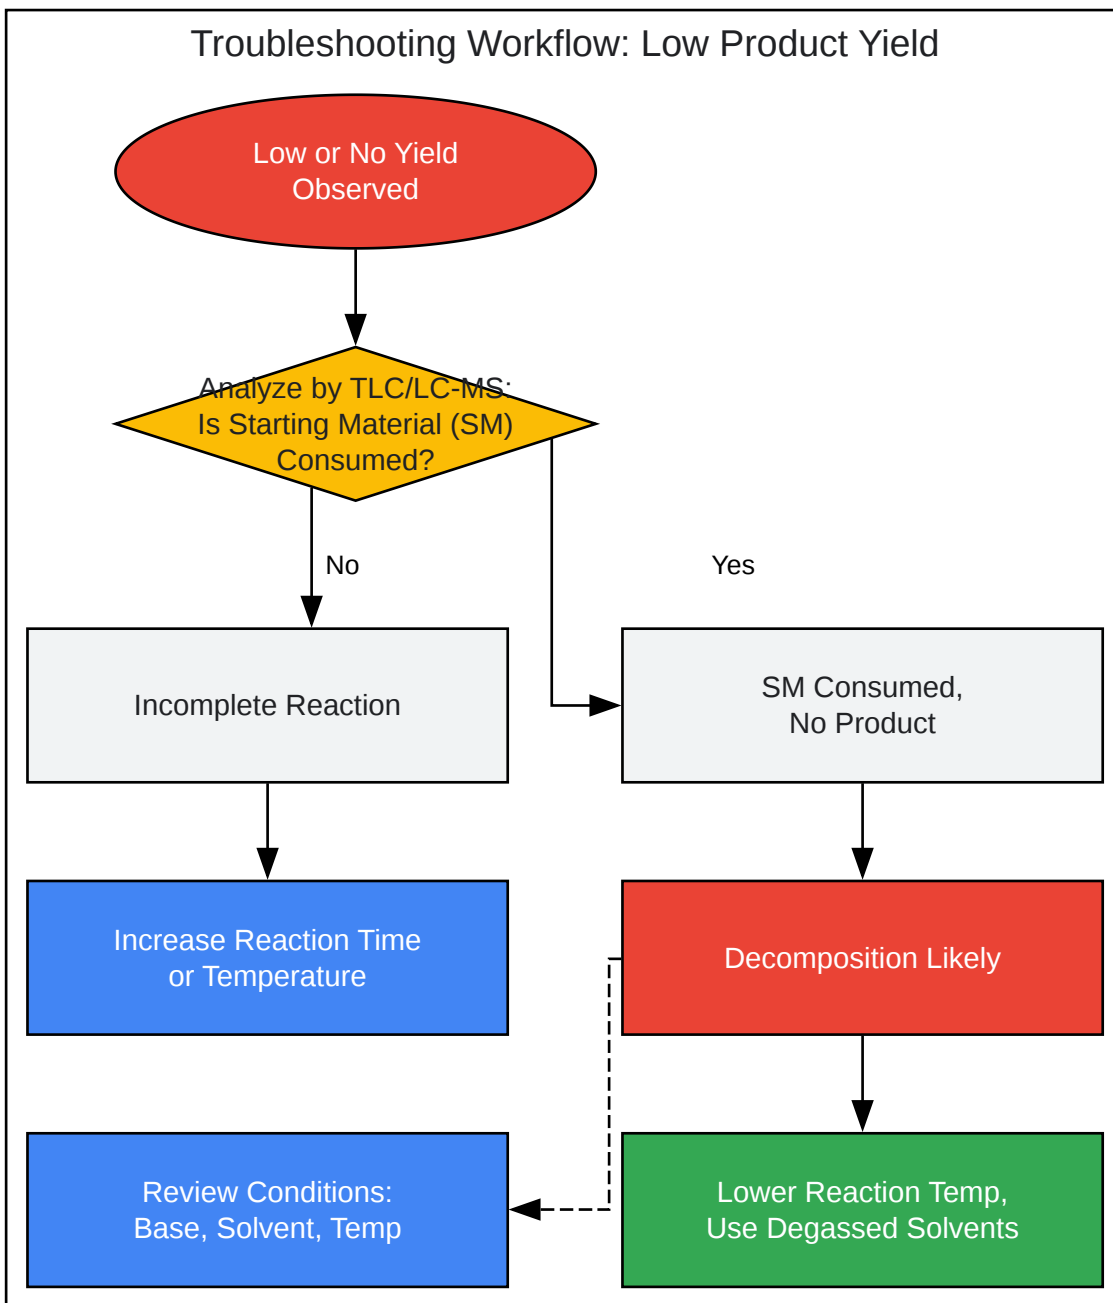 Troubleshooting Workflow: Low Product Yield
Low or No Yield
Observed
Analyze by TLC/LC-MS:
Is Starting Material (SM)
Consumed?
No
Yes
Incomplete Reaction
SM Consumed,
No Product
Increase Reaction Time
or Temperature
Decomposition Likely
Review Conditions:
Base, Solvent, Temp
Lower Reaction Temp,
Use Degassed Solvents